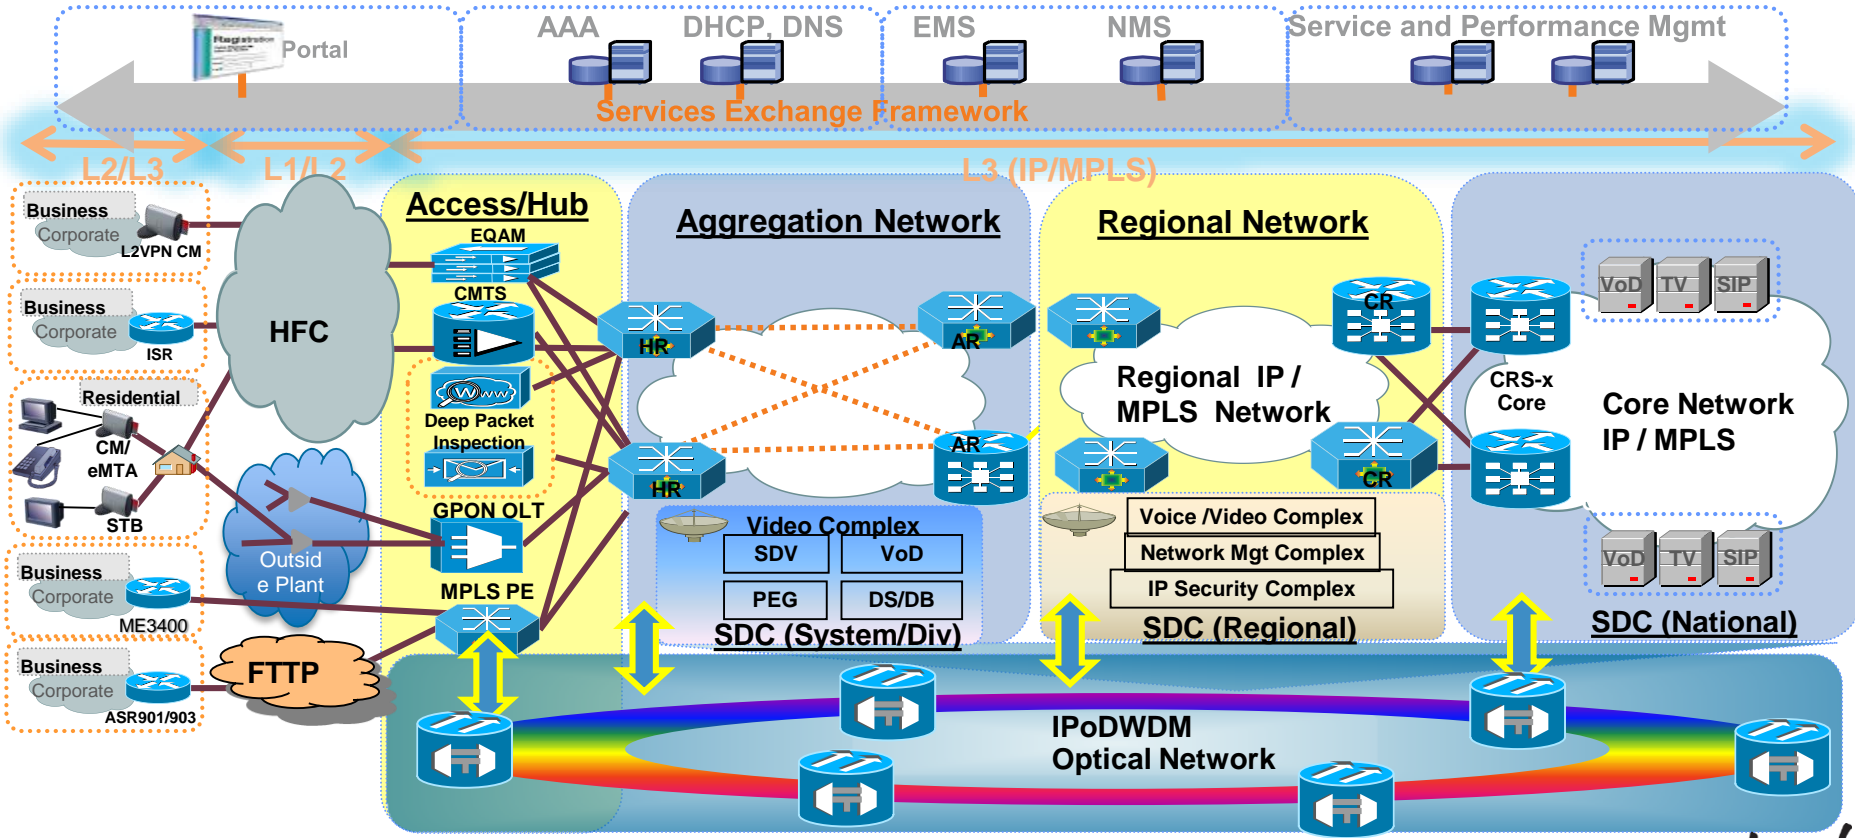 AAA
DHCP, DNS
EMS
NMS
Service and Performance Mgmt
Registration
Portal
Services Exchange Framework
L2/L3
L1/L2
L3 (IP/MPLS)
Business
Corporate
L2VPN CM
Business
Corporate
ISR
Residential
CM/
eMTA
STB
Business
Corporate
ME3400
Business
Corporate
ASR901/903
HFC
Outsid
e Plant
FTTP
Access/Hub
EQAM
CMTS
WWW
Deep Packet
Inspection
GPON OLT
MPLS PE
Aggregation Network
HR
HR
AR
AR
Video Complex
SDV
VoD
PEG
DS/DB
SDC (System/Div)
Regional Network
CR
Regional IP /
MPLS Network
CR
Voice /Video Complex
Network Mgt Complex
IP Security Complex
SDC (Regional)
VoD
TV
SIP
CRS-x
Core
Core Network
IP / MPLS
VoD
TV
SIP
SDC (National)
IPoDWDM
Optical Network